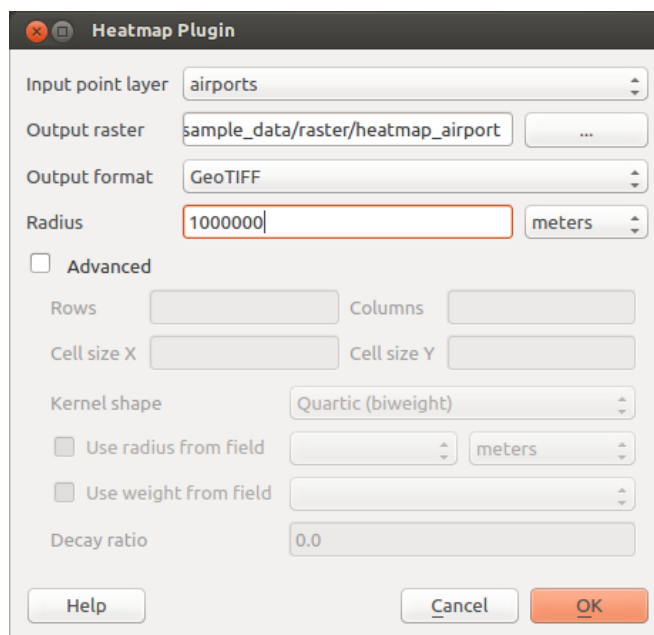 Heatmap Plugin
Input point layer airports
Output raster sample_data/raster/heatmap_airport ...
Output format GeoTIFF
Radius 1000000 meters
Advanced
Rows Columns
Cell size X Cell size Y
Kernel shape Quartic (biweight)
Use radius from field meters
Use weight from field
Decay ratio 0.0
Help Cancel OK